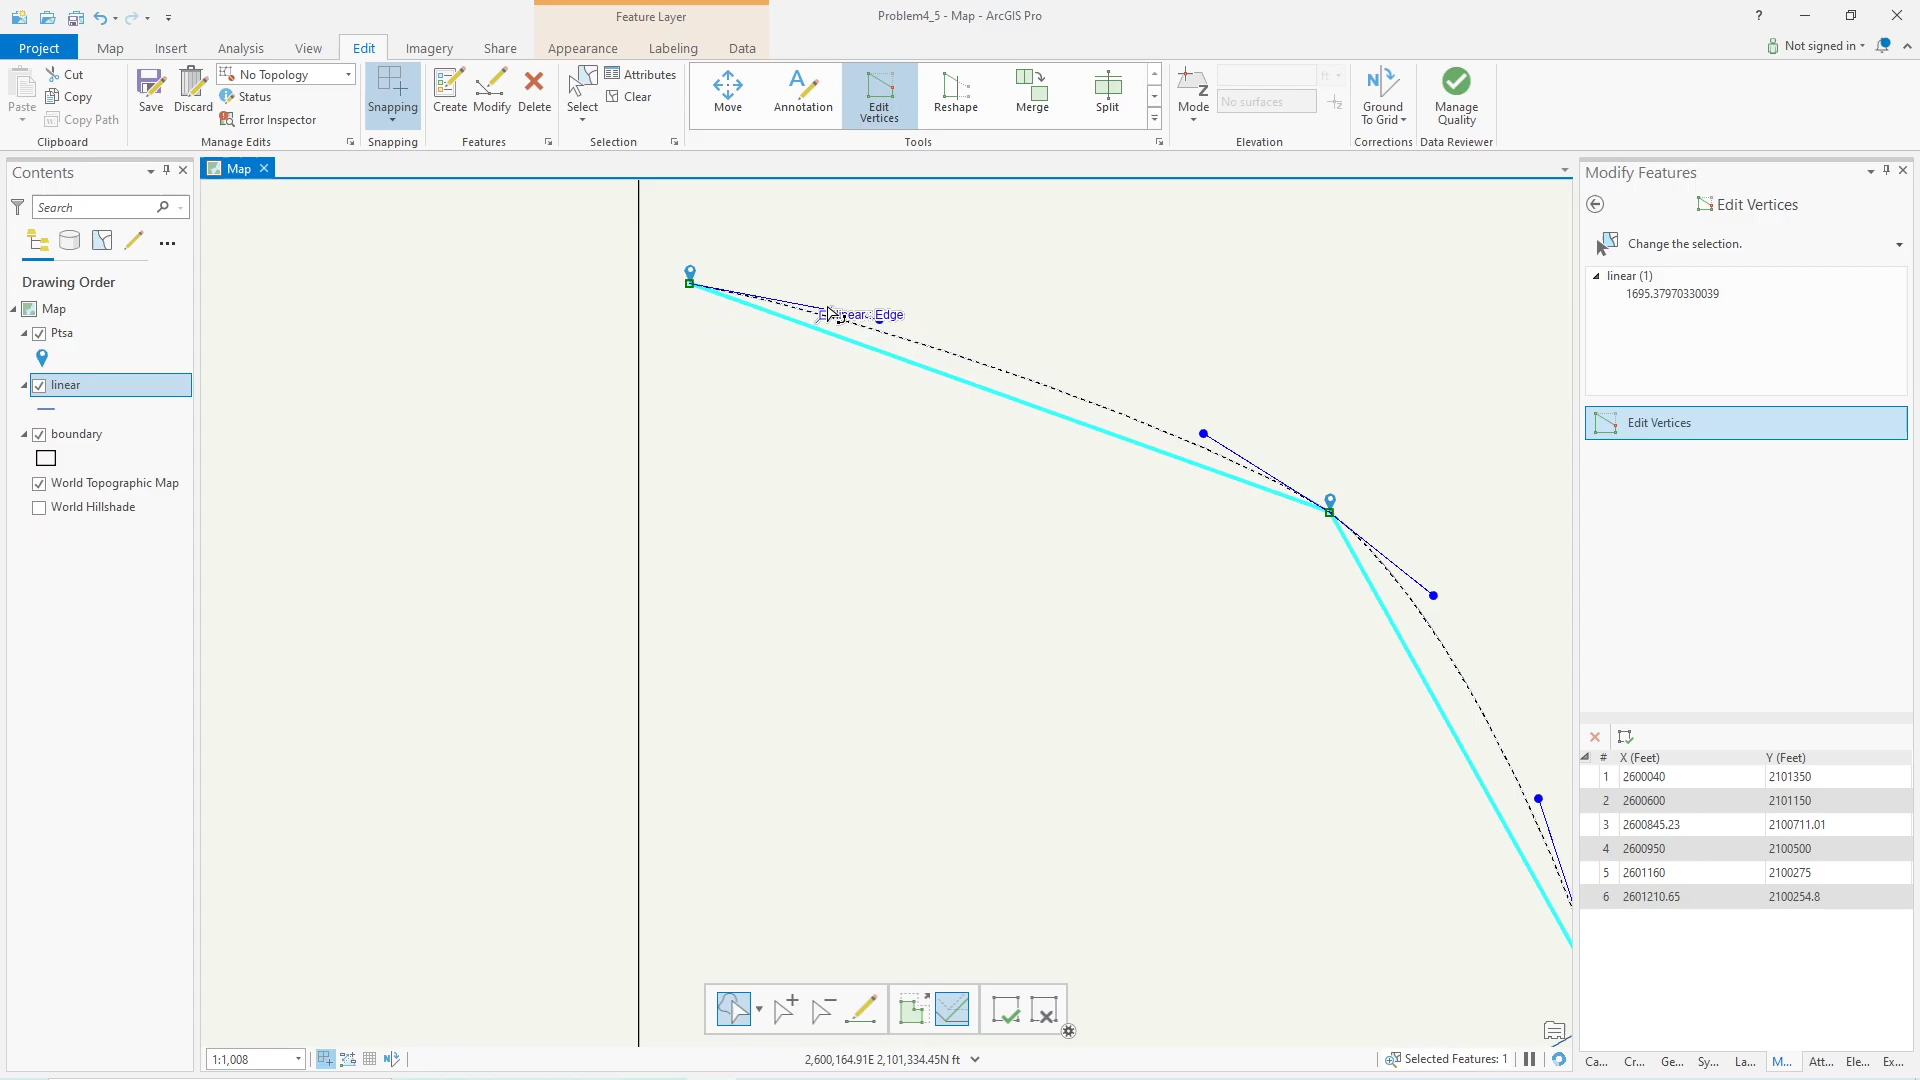 Feature Layer
Problem4_5 - Map - ArcGIS Pro
?
Project
Map
Insert
Analysis
View
Edit
Imagery
Share
Appearance
Labeling
Data
Not signed in
Paste
Cut
Copy
Copy Path
Clipboard
Save
Discard
No Topology
Status
Error Inspector
Manage Edits
Snapping
Snapping
Create
Modify
Delete
Features
Select
Attributes
Clear
Selection
Move
Annotation
Edit
Vertices
Reshape
Merge
Split
Tools
Mode
ft
No surfaces
Elevation
Ground
To Grid
Corrections
Manage
Quality
Data Reviewer
Contents
Search
Drawing Order
Map
Ptsa
linear
boundary
World Topographic Map
World Hillshade
Map
Edge
1:1,008
2,600,164.91E 2,101,334.45N ft
Selected Features: 1
Modify Features
Edit Vertices
Change the selection.
linear (1)
1695.37970330039
Edit Vertices
# X (Feet) Y (Feet)
1 2600040 2101350
2 2600600 2101150
3 2600845.23 2100711.01
4 2600950 2100500
5 2601160 2100275
6 2601210.65 2100254.8
Ca... Cr... Ge... Sy... La... M... Att... Ele... Ex...